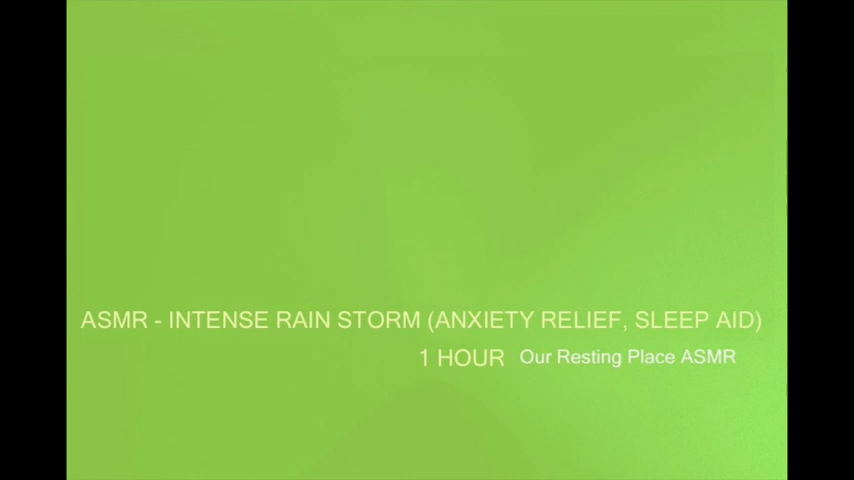 ASMR - INTENSE RAIN STORM (ANXIETY RELIEF, SLEEP AID)
1 HOUR Our Resting Place ASMR